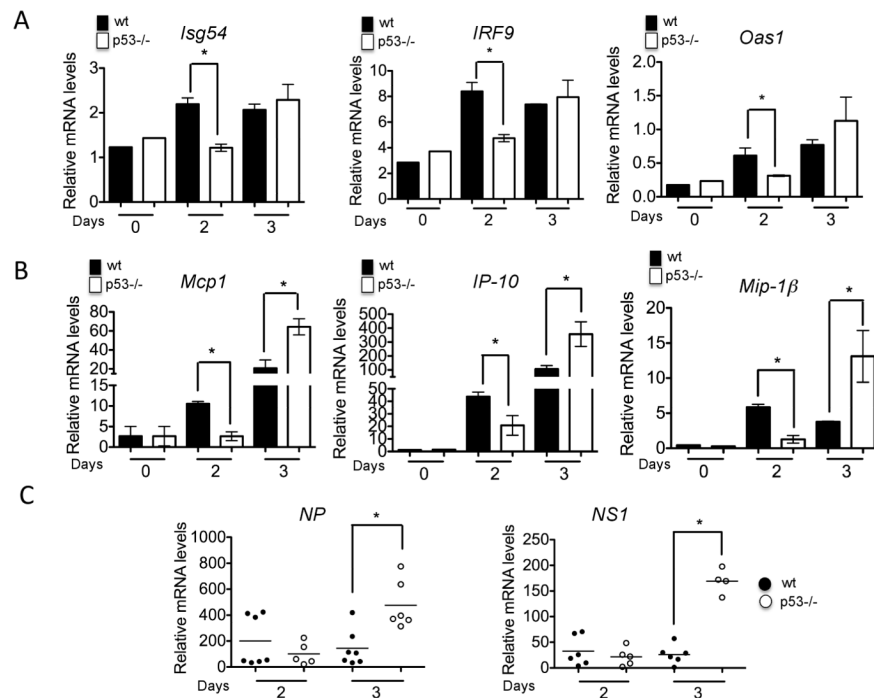 A
wt
p53-/-
Isg54
*
Relative mRNA levels
3
2
1
0
Days
0
2
3
wt
p53-/-
IRF9
*
Relative mRNA levels
10
8
6
4
2
0
0
2
3
wt
p53-/-
Oas1
*
Relative mRNA levels
2.0
1.5
1.0
0.5
0.0
0
2
3
B
wt
p53-/-
Mcp1
*
*
Relative mRNA levels
80
60
40
20
15
10
5
0
Days
0
2
3
wt
p53-/-
IP-10
*
*
Relative mRNA levels
500
400
300
200
100
50
40
30
20
10
0
0
2
3
wt
p53-/-
Mip-1β
*
*
Relative mRNA levels
20
15
10
5
0
0
2
3
C
NP
*
Relative mRNA levels
1000
800
600
400
200
0
Days
2
3
NS1
*
Relative mRNA levels
250
200
150
100
50
0
wt
p53-/-
Days
2
3